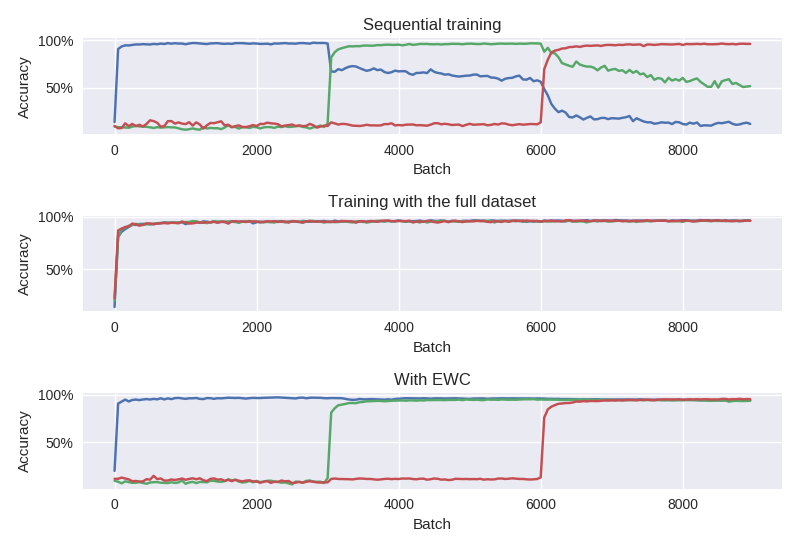 Sequential training
100%
50%
Accuracy
0 2000 4000 6000 8000
Batch
Training with the full dataset
100%
50%
Accuracy
0 2000 4000 6000 8000
Batch
With EWC
100%
50%
Accuracy
0 2000 4000 6000 8000
Batch